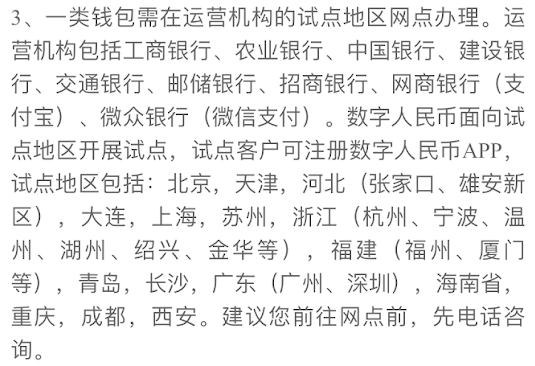 3、一类钱包需在运营机构的试点地区网点办理。运
营机构包括工商银行、农业银行、中国银行、建设银
行、交通银行、邮储银行、招商银行、网商银行（支
付宝）、微众银行（微信支付）。数字人民币面向试
点地区开展试点，试点客户可注册数字人民币APP，
试点地区包括：北京，天津，河北（张家口、雄安新
区），大连，上海，苏州，浙江（杭州、宁波、温
州、湖州、绍兴、金华等），福建（福州、厦门
等），青岛，长沙，广东（广州、深圳），海南省，
重庆，成都，西安。建议您前往网点前，先电话咨
询。